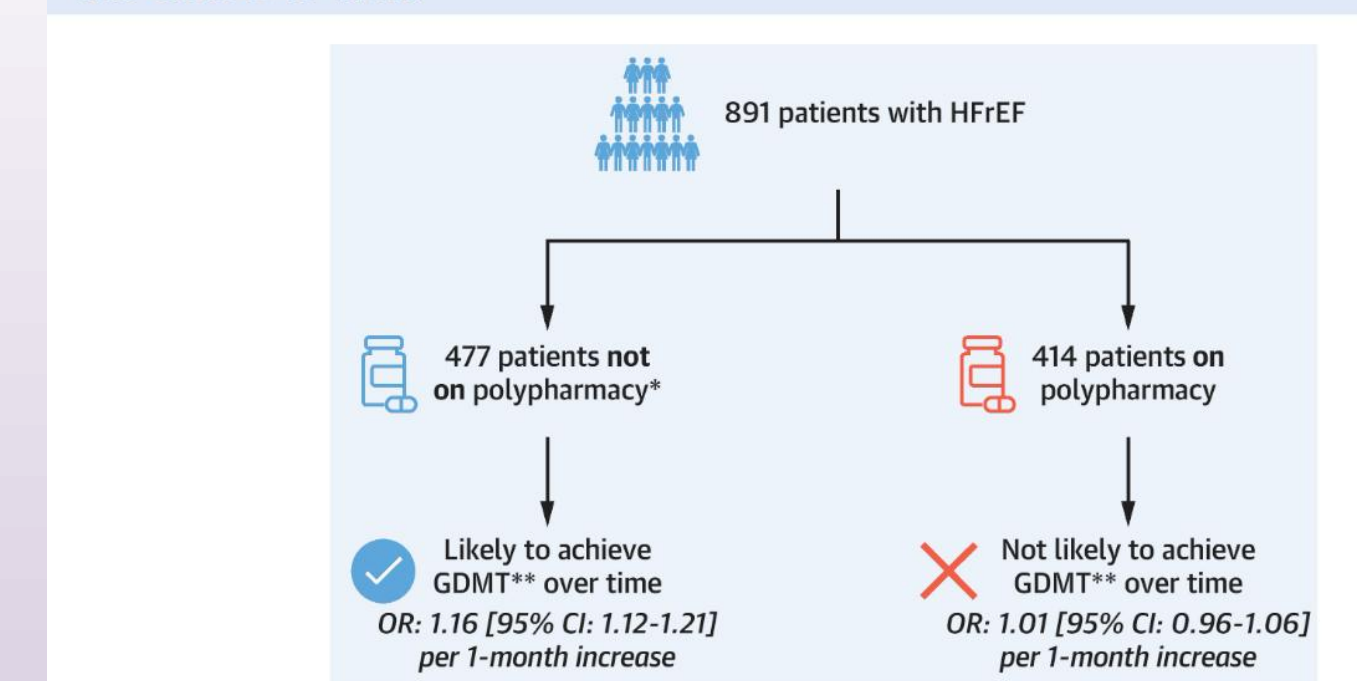 891 patients with HFrEF
477 patients not
on polypharmacy*
414 patients on
polypharmacy
Likely to achieve
GDMT** over time
OR: 1.16 [95% CI: 1.12-1.21]
per 1-month increase
Not likely to achieve
GDMT** over time
OR: 1.01 [95% CI: 0.96-1.06]
per 1-month increase